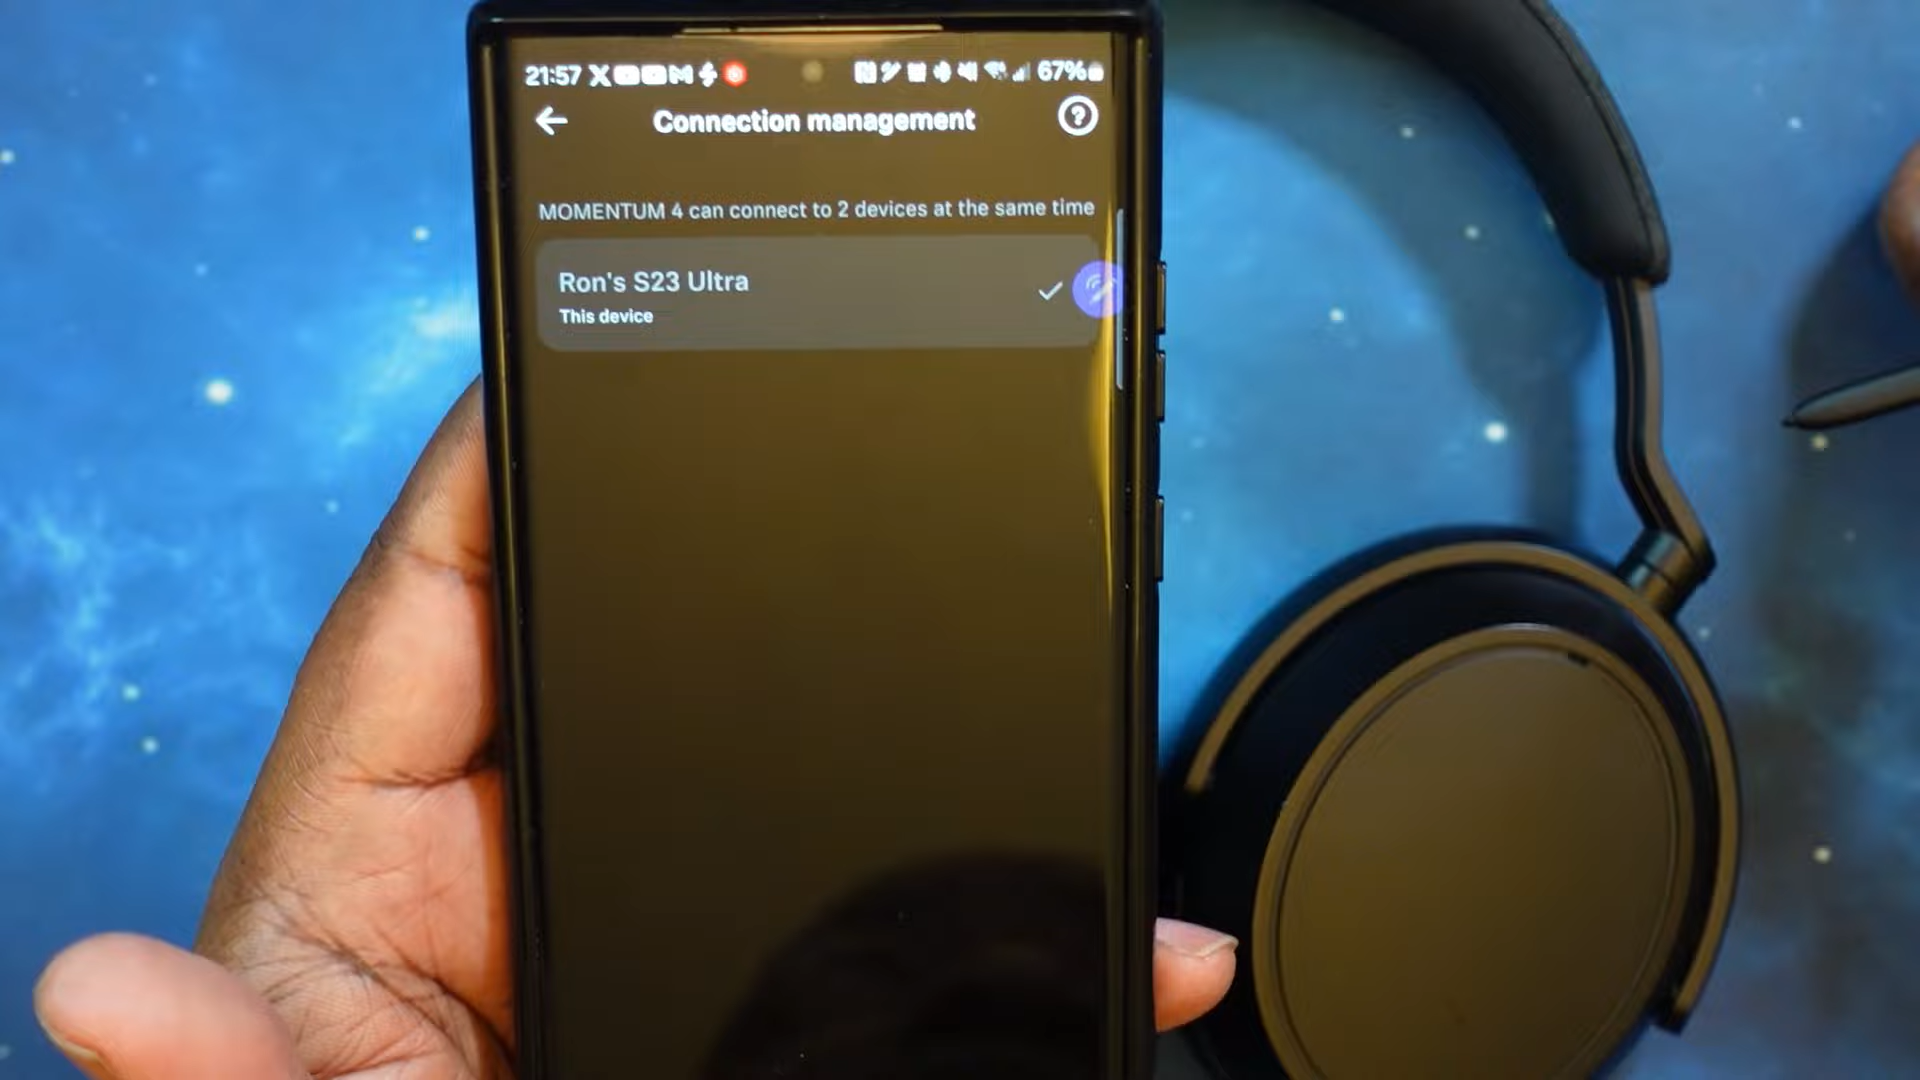 21:57 67%
Connection management
MOMENTUM 4 can connect to 2 devices at the same time
Ron's S23 Ultra
This device